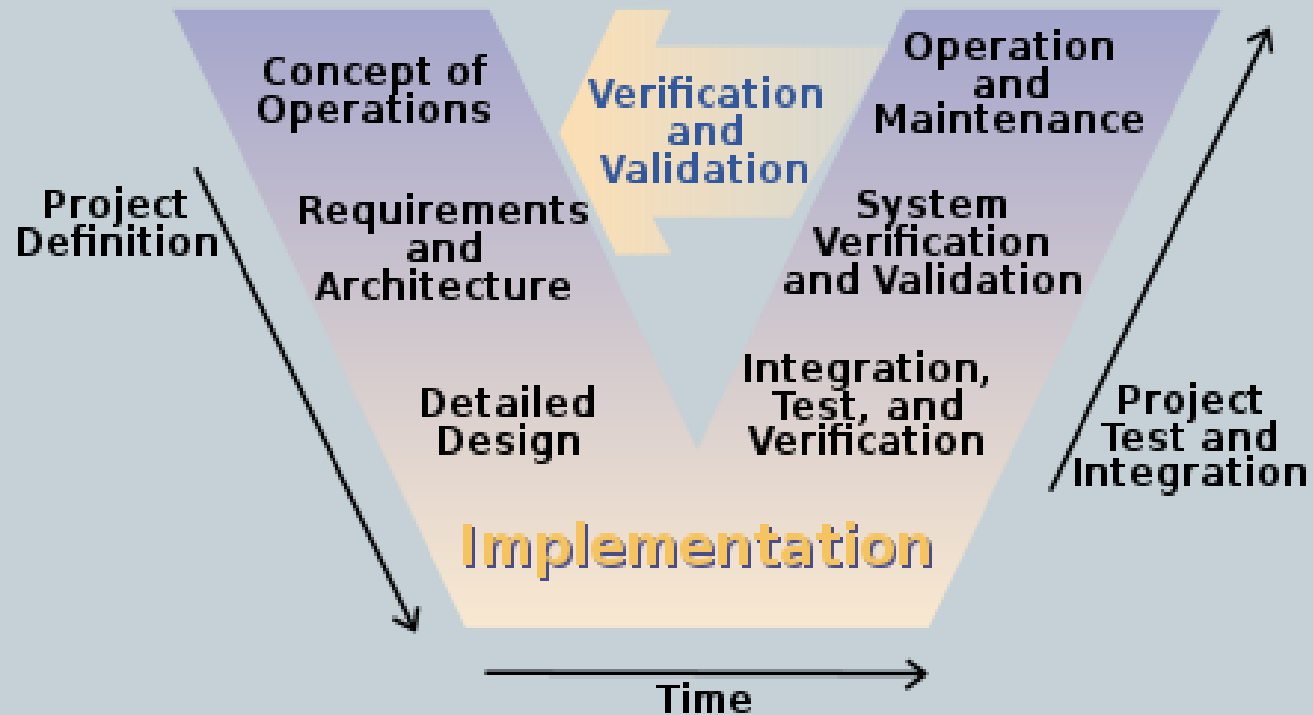 Concept of
Operations
Verification
and
Validation
Operation
and
Maintenance
Project
Definition
Requirements
and
Architecture
System
Verification
and Validation
Detailed
Design
Integration,
Test, and
Verification
Project
Test and
Integration
Implementation
Time